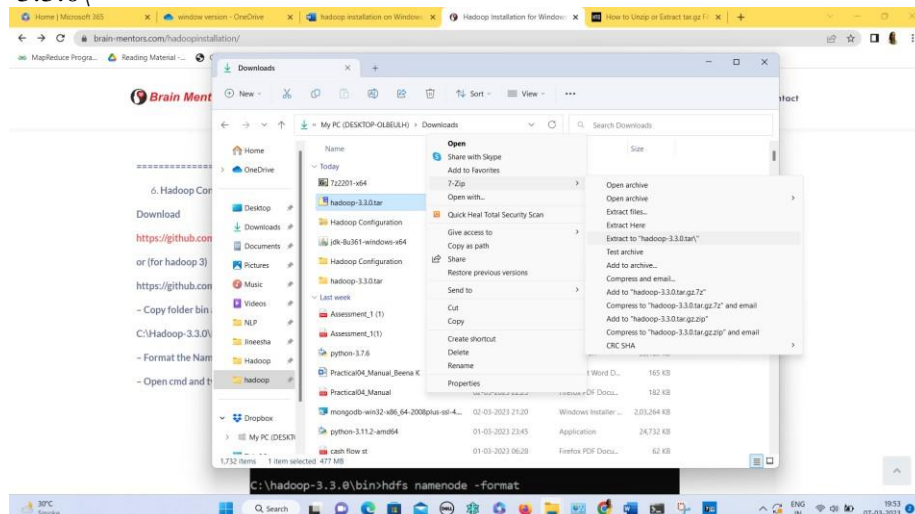 3.3.0\
Home | Microsoft 365
window version - OneDrive
hadoop installation on Windows
Hadoop Installation for Windows
How to Unzip or Extract tar.gz Fi
brain-mentors.com/hadoopinstallation/
MapReduce Progra...
Reading Material -...
Downloads
Brain Ment
New
Sort
View
My PC (DESKTOP-OL8EULH) > Downloads
Search Downloads
Name
Size
Home
OneDrive
Desktop
Downloads
Documents
Pictures
Music
Videos
NLP
Jineesha
Hadoop
hadoop
Dropbox
My PC (DESKT
Today
7z2201-x64
hadoop-3.3.0.tar
Hadoop Configuration
jdk-8u361-windows-x64
Hadoop Configuration
hadoop-3.3.0.tar
Last week
Assessment_1 (1)
Assessment_1(1)
python-3.7.6
Practical04_Manual_Beena K
Practical04_Manual
mongodb-win32-x86_64-2008plus-ssl-4...
02-03-2023 21:20
Windows Installer ...
2,03,264 KB
python-3.11.2-amd64
01-03-2023 23:45
Application
24,732 KB
cash flow st
01-03-2023 06:28
Firefox PDF Docu...
62 KB
t Word D...
165 KB
Firefox PDF Docu...
182 KB
1,732 items
1 item selected 477 MB
Open
Share with Skype
Add to Favorites
7-Zip
Open with...
Quick Heal Total Security Scan
Give access to
Copy as path
Share
Restore previous versions
Send to
Cut
Copy
Create shortcut
Delete
Rename
Properties
Open archive
Open archive
Extract files...
Extract Here
Extract to "hadoop-3.3.0.tar\"
Test archive
Add to archive...
Compress and email...
Add to "hadoop-3.3.0.tar.gz.7z"
Compress to "hadoop-3.3.0.tar.gz.7z" and email
Add to "hadoop-3.3.0.tar.gz.zip"
Compress to "hadoop-3.3.0.tar.gz.zip" and email
CRC SHA
ntact
================
6. Hadoop Cor
Download
https://github.con
or (for hadoop 3)
https://github.con
– Copy folder bin
C:\Hadoop-3.3.0\
– Format the Nam
– Open cmd and t
C:\hadoop-3.3.0\bin>hdfs namenode -format
30°C
Smoke
Search
ENG
IN
19:53
07-03-2023